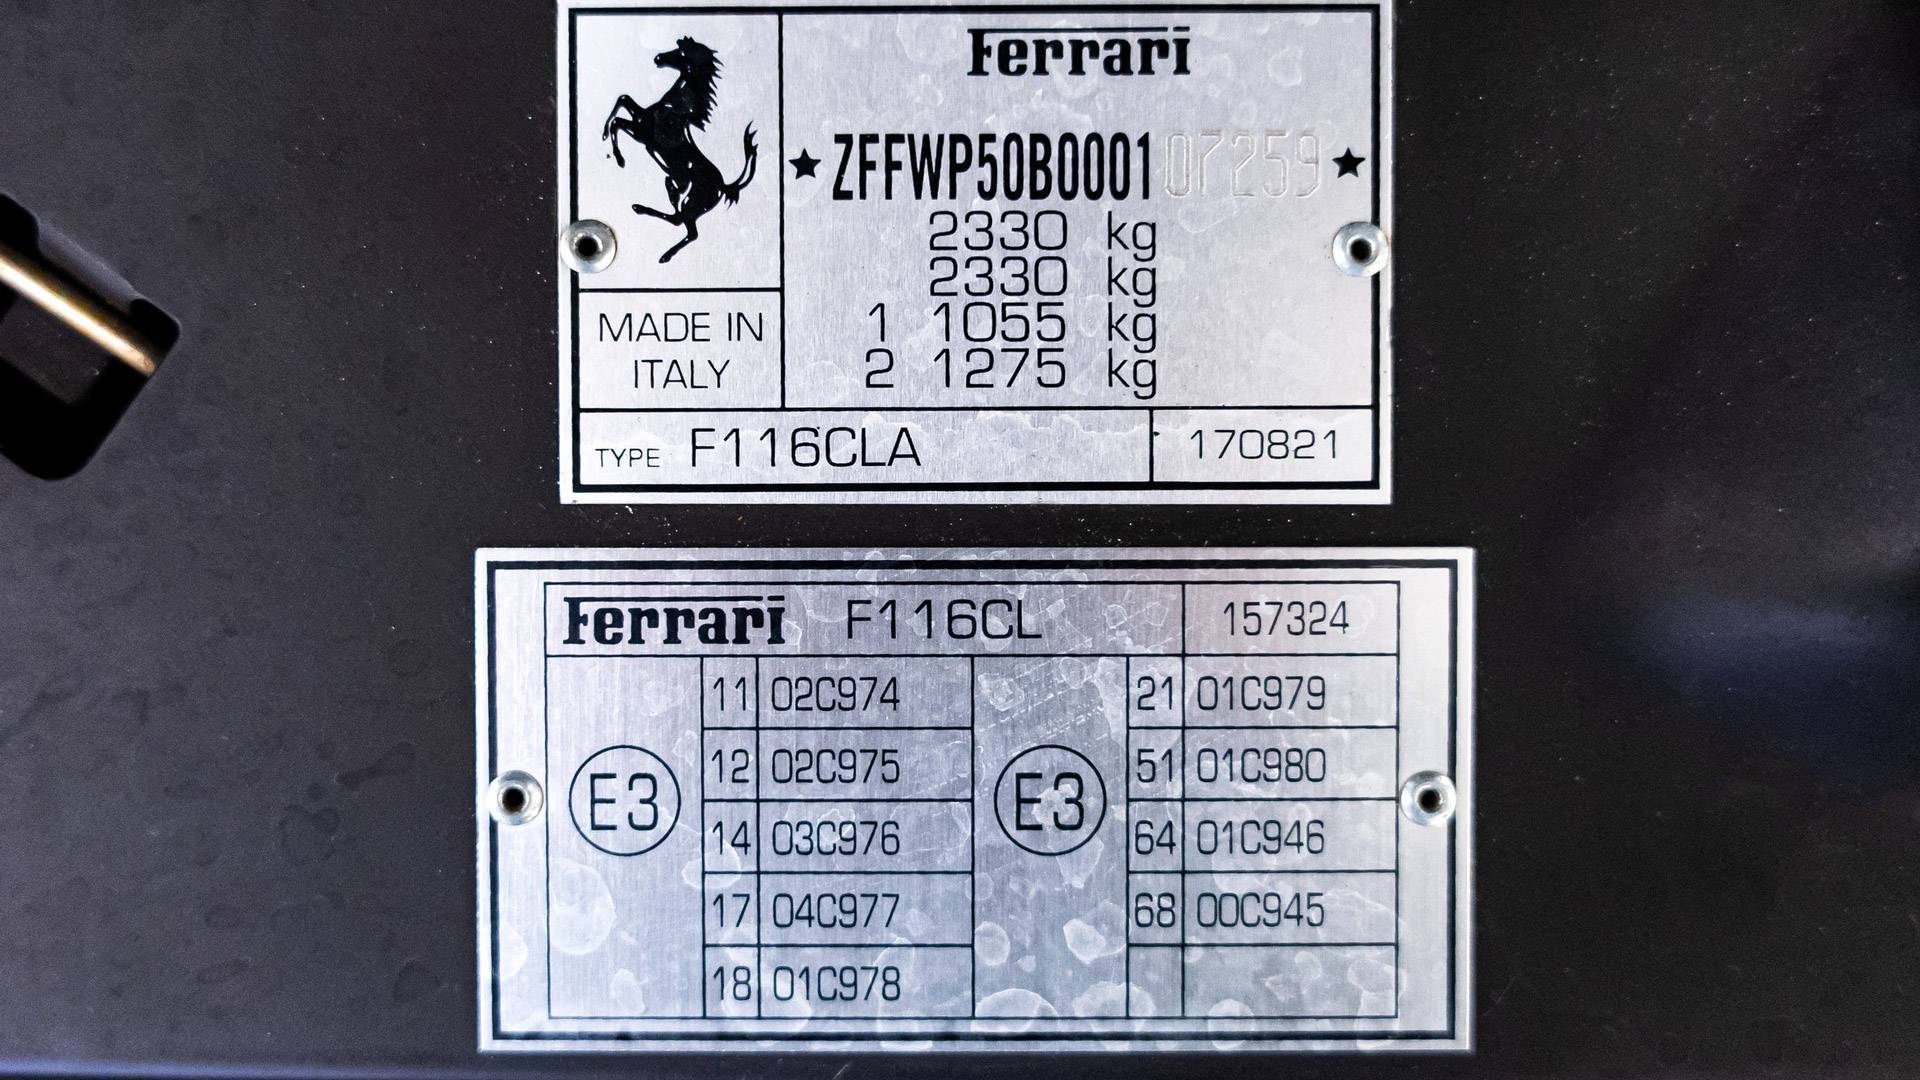 Ferrari
ZFFWP50B000107259
2330 kg
2330 kg
1 1055 kg
2 1275 kg
MADE IN
ITALY
TYPE F116CLA
170821
Ferrari F116CL 157324
11 02C974 21 01C979
12 02C975 51 01C980
E3 E3
14 03C976 64 01C946
17 04C977 68 00C945
18 01C978